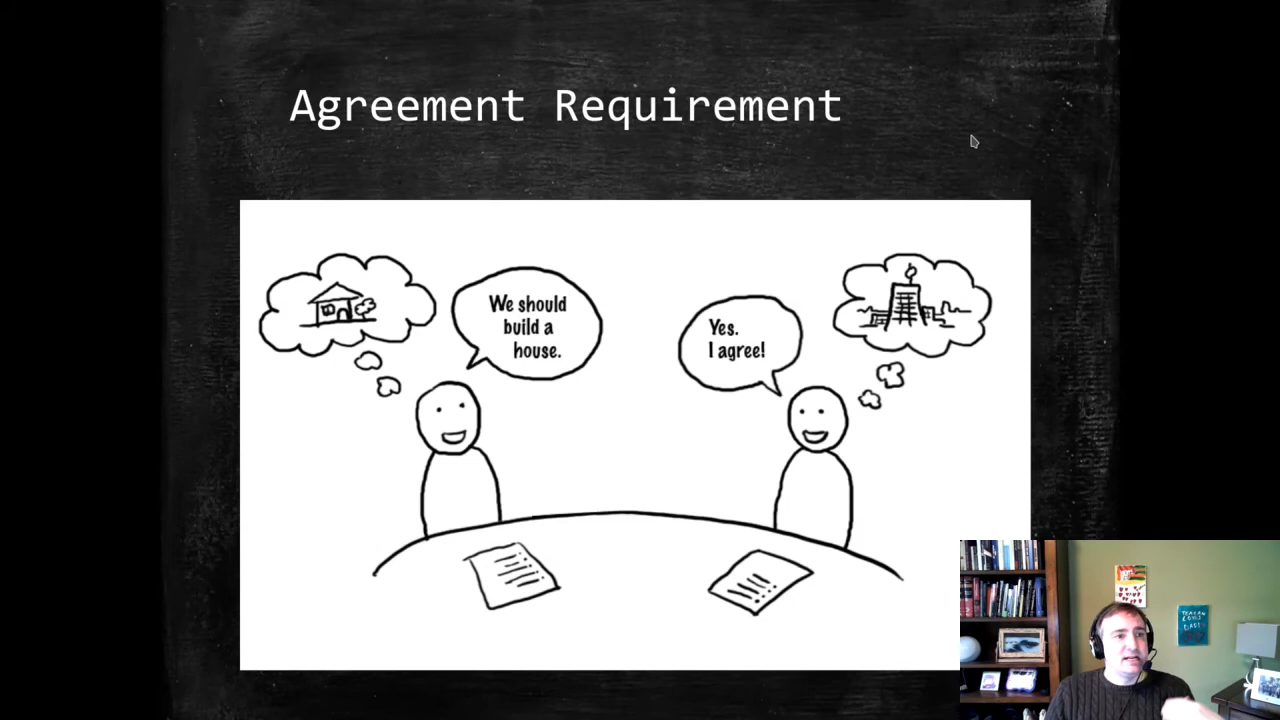 Agreement Requirement
We should
build a
house.
Yes.
I agree!